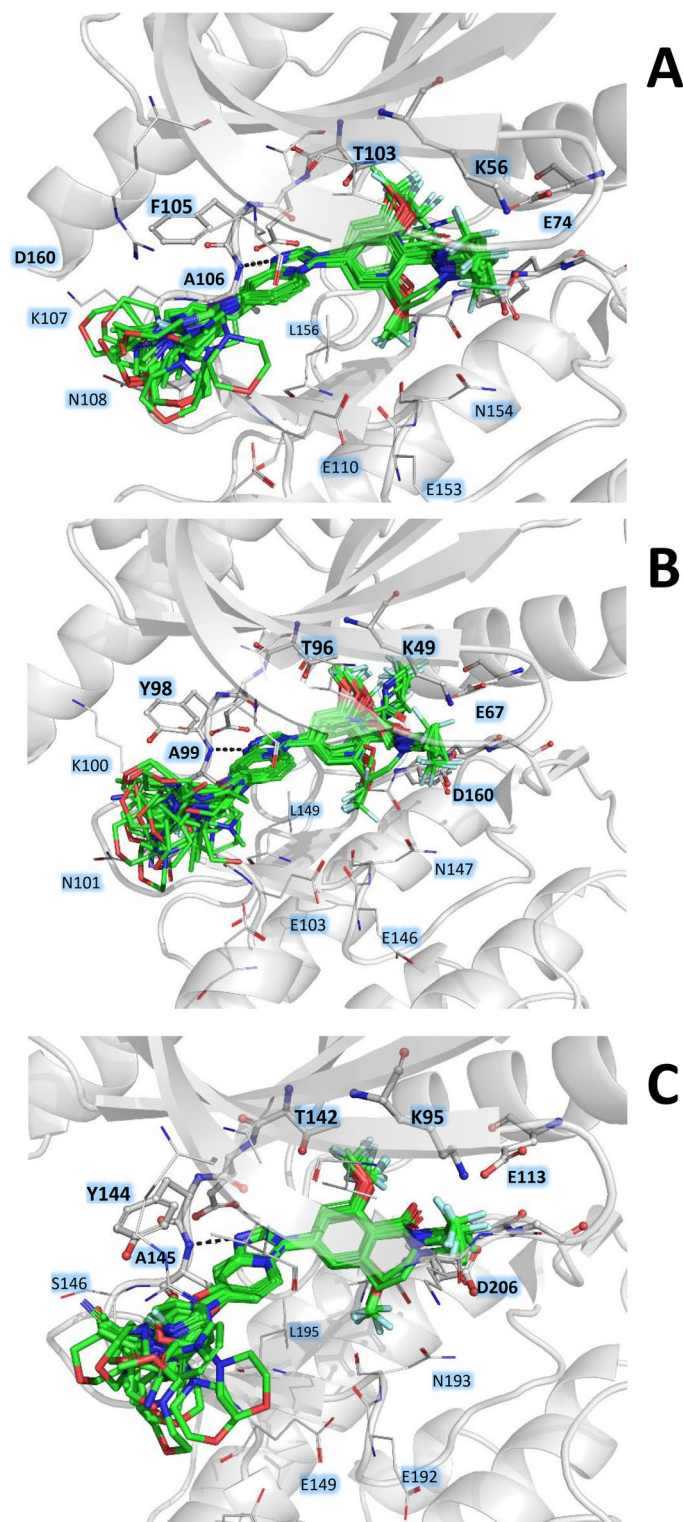 A
T103
K56
F105
E74
D160
A106
K107
L156
N108
N154
E110
E153
B
T96
K49
Y98
E67
A99
K100
D160
L149
N101
N147
E103
E146
C
T142
K95
Y144
E113
A145
S146
D206
L195
N193
E149
E192